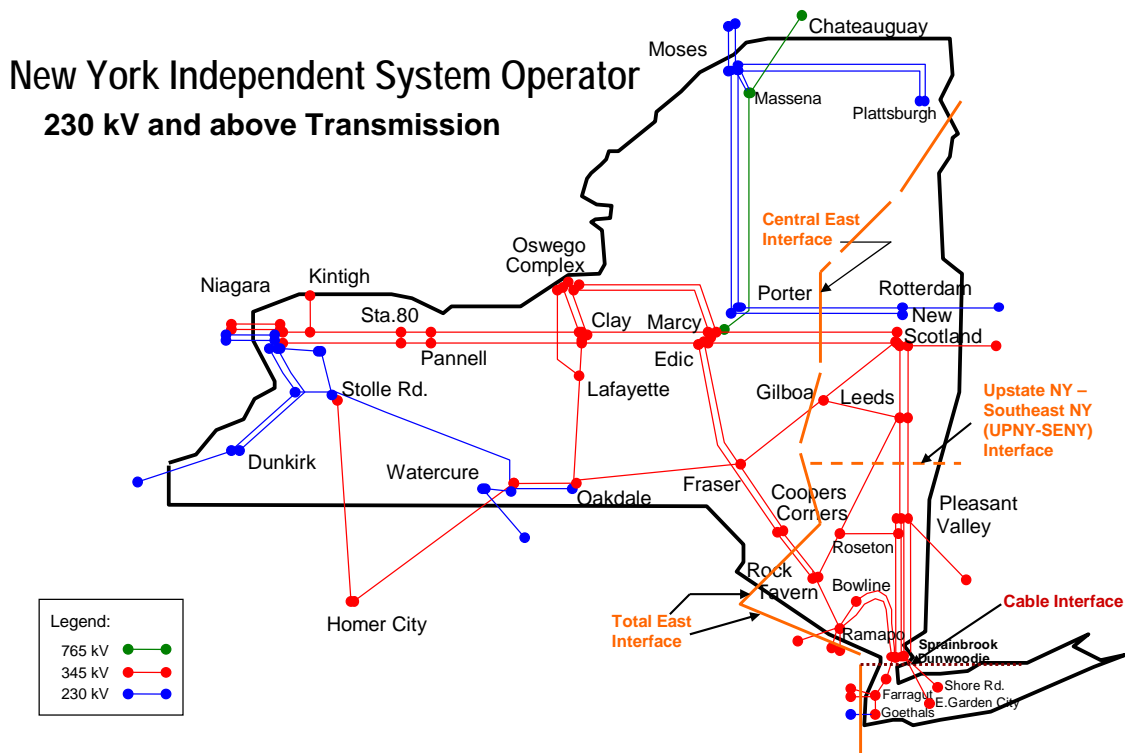 Chateauguay
Moses
New York Independent System Operator
230 kV and above Transmission
Massena
Plattsburgh
Central East
Interface
Oswego
Complex
Kintigh
Niagara
Porter
Rotterdam
Sta.80
Clay
Marcy
New
Scotland
Pannell
Edic
Stolle Rd.
Lafayette
Gilboa
Leeds
Upstate NY –
Southeast NY
(UPNY-SENY)
Interface
Dunkirk
Watercure
Oakdale
Fraser
Coopers
Corners
Pleasant
Valley
Roseton
Rock
Tavern
Bowline
Cable Interface
Homer City
Total East
Interface
Ramapo
Sprainbrook
Dunwoodie
Shore Rd.
Farragut
E.Garden City
Goethals
Legend:
765 kV
345 kV
230 kV